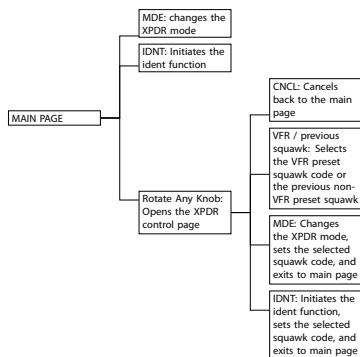 MDE: changes the
XPDR mode
IDNT: Initiates the
ident function
MAIN PAGE
Rotate Any Knob:
Opens the XPDR
control page
CNCL: Cancels
back to the main
page
VFR / previous
squawk: Selects
the VFR preset
squawk code or
the previous non-
VFR preset squawk
MDE: Changes
the XPDR mode,
sets the selected
squawk code, and
exits to main page
IDNT: Initiates the
ident function,
sets the selected
squawk code, and
exits to main page